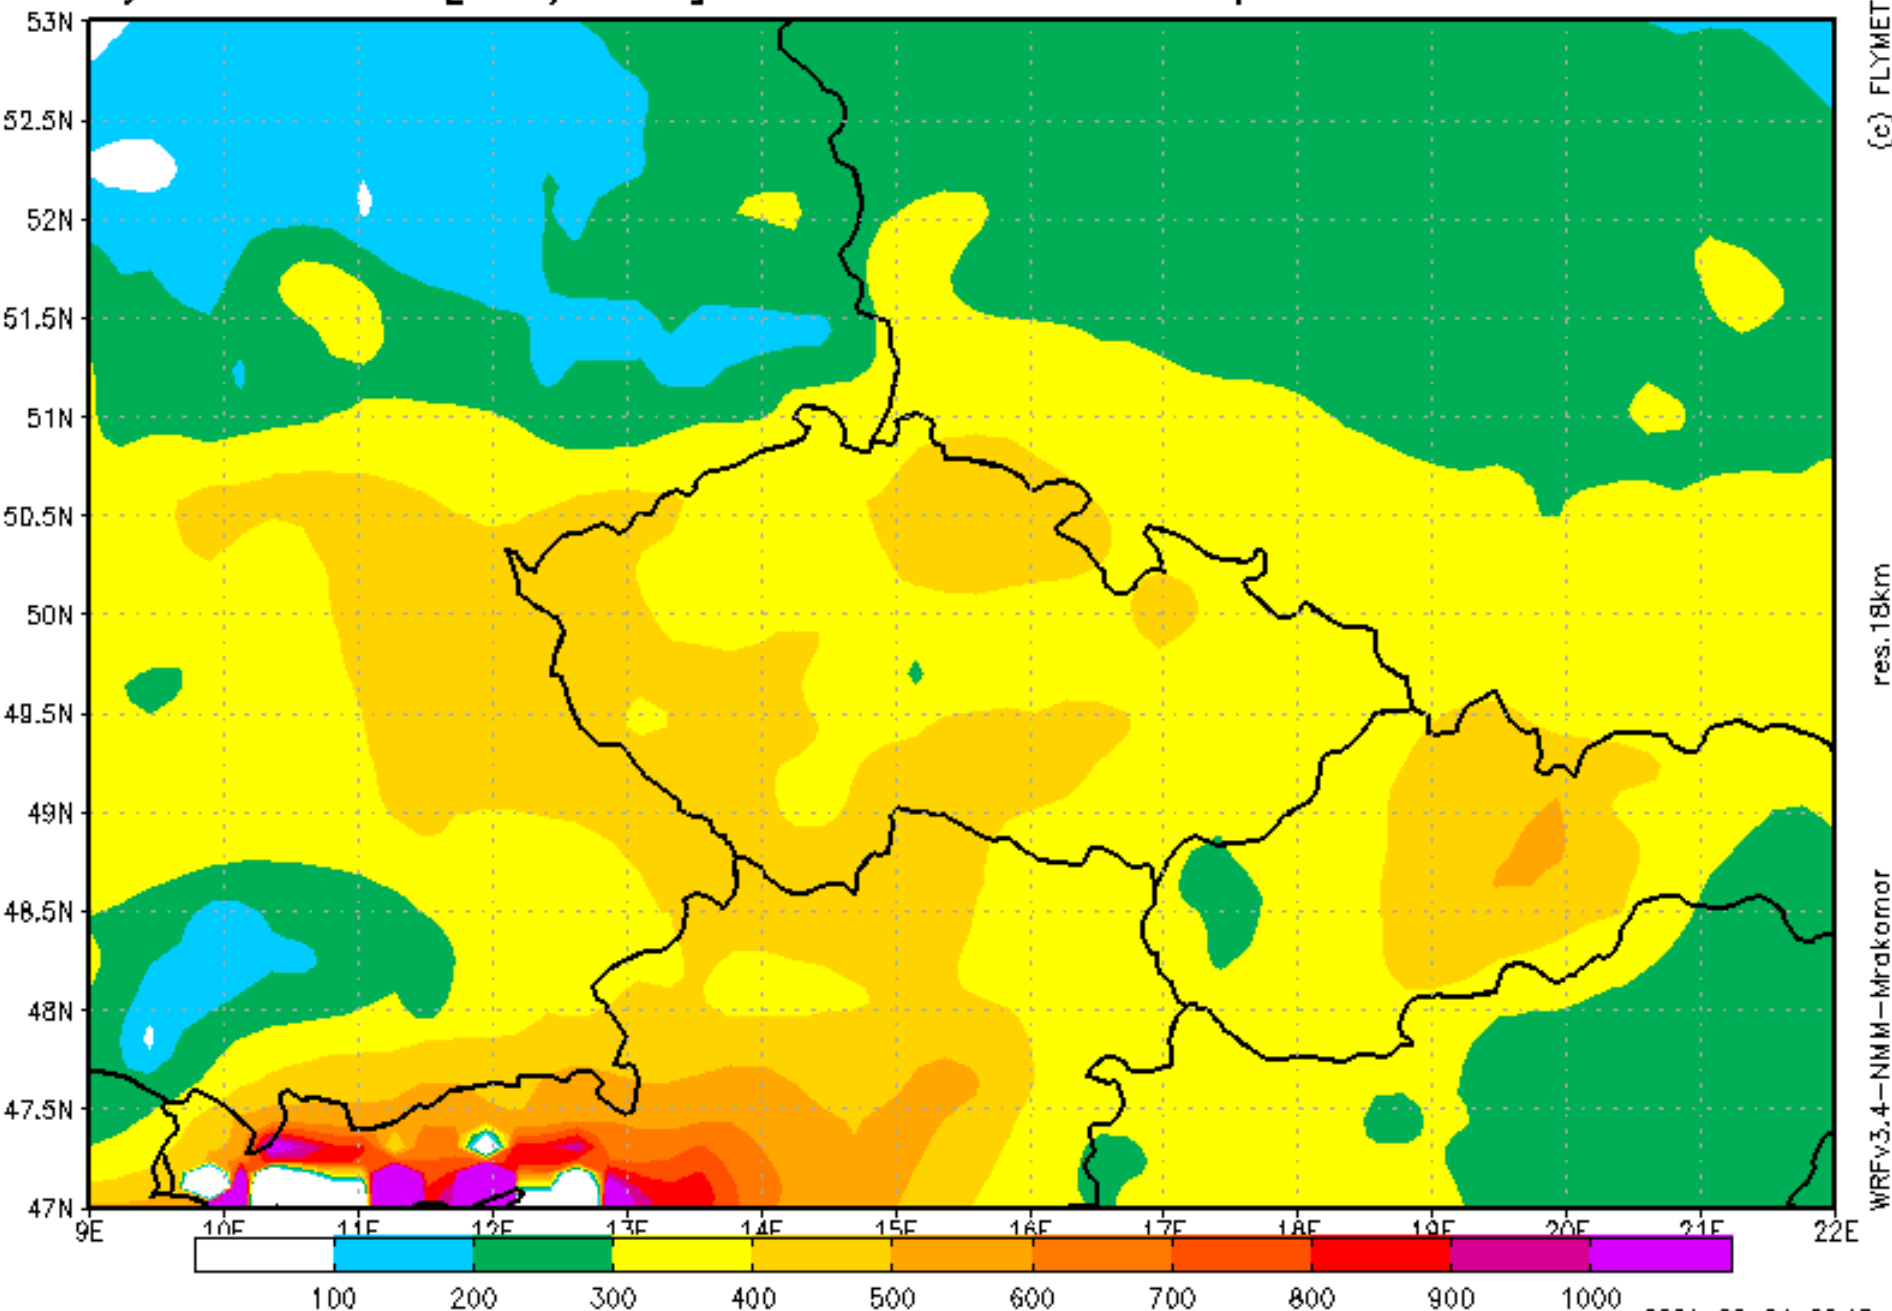 53N
52.5N
52N
51.5N
51N
50.5N
50N
49.5N
49N
48.5N
48N
47.5N
47N
9E 10E 11E 12E 13E 14E 15E 16E 17E 18E 19E 20E 21E 22E
100 200 300 400 500 600 700 800 900 1000
(c) FLYMET
res.18km
WRFv3.4-NMM-Mrakomor